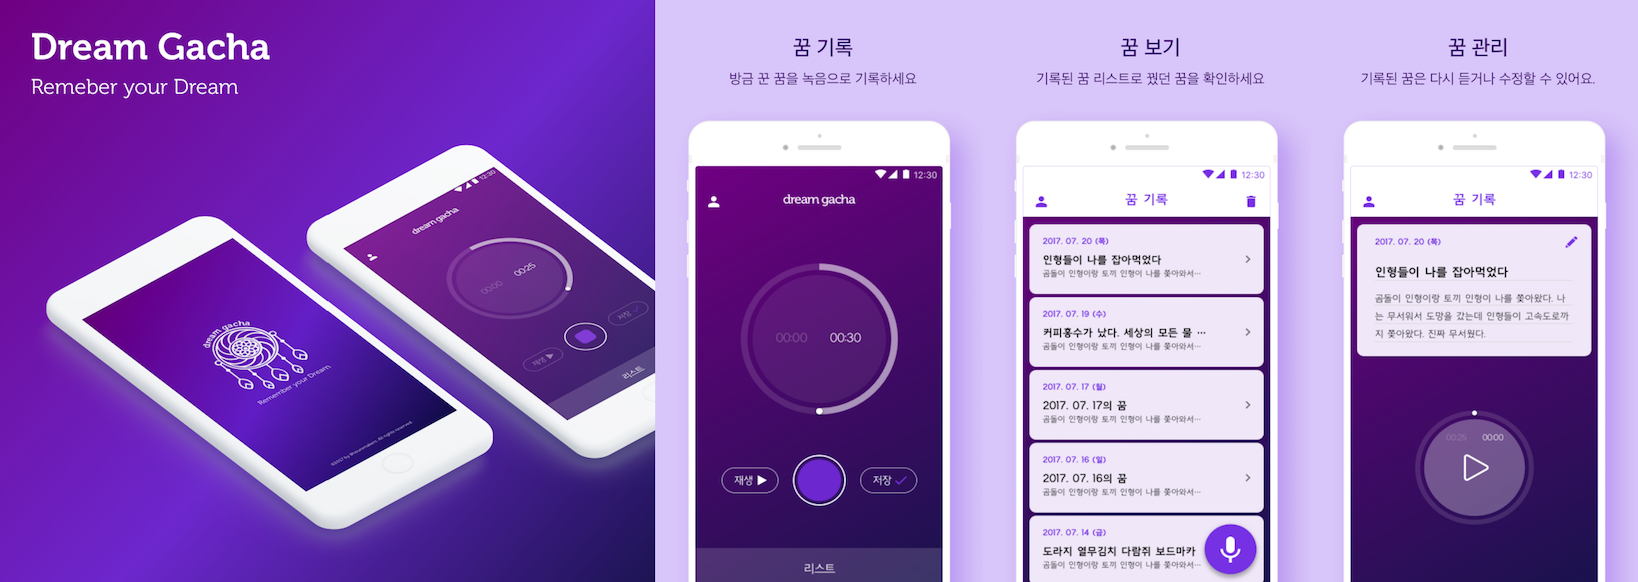 Dream Gacha
Remeber your Dream
dream gacha
Remember your Dream
12:30
dream gacha
00:00
00:25
재생
저장
리스트
꿈 기록
방금 꾼 꿈을 녹음으로 기록하세요
12:30
dream gacha
00:00
00:30
재생
저장
리스트
꿈 보기
기록된 꿈 리스트로 꿨던 꿈을 확인하세요
12:30
꿈 기록
2017. 07. 20 (목)
인형들이 나를 잡아먹었다
곰돌이 인형이랑 토끼 인형이 나를 쫓아와서…
2017. 07. 19 (수)
커피홍수가 났다. 세상의 모든 물 …
곰돌이 인형이랑 토끼 인형이 나를 쫓아와서…
2017. 07. 17 (월)
2017. 07. 17의 꿈
곰돌이 인형이랑 토끼 인형이 나를 쫓아와서…
2017. 07. 16 (일)
2017. 07. 16의 꿈
곰돌이 인형이랑 토끼 인형이 나를 쫓아와서…
2017. 07. 14 (금)
도라지 열무김치 다람쥐 보드마카
곰돌이 인형이랑 토끼 인형이 나를 쫓아와서…
꿈 관리
기록된 꿈은 다시 듣거나 수정할 수 있어요.
12:30
꿈 기록
2017. 07. 20 (목)
인형들이 나를 잡아먹었다
곰돌이 인형이랑 토끼 인형이 나를 쫓아왔다. 나
는 무서워서 도망을 갔는데 인형들이 고속도로까
지 쫓아왔다. 진짜 무서웠다.
00:25
00:00